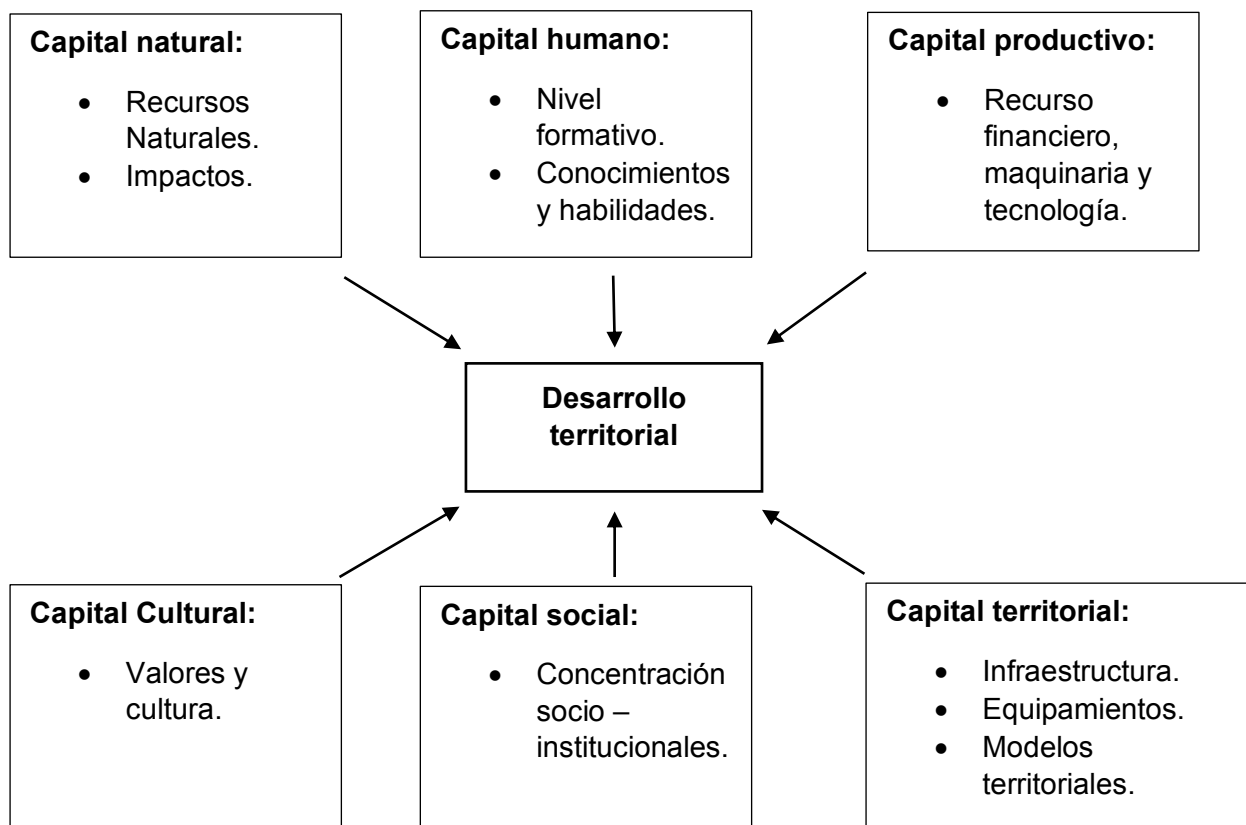 Capital natural:
• Recursos
Naturales.
• Impactos.
Capital humano:
• Nivel
formativo.
• Conocimientos
y habilidades.
Capital productivo:
• Recurso
financiero,
maquinaria y
tecnología.
Desarrollo
territorial
Capital Cultural:
• Valores y
cultura.
Capital social:
• Concentración
socio –
institucionales.
Capital territorial:
• Infraestructura.
• Equipamientos.
• Modelos
territoriales.